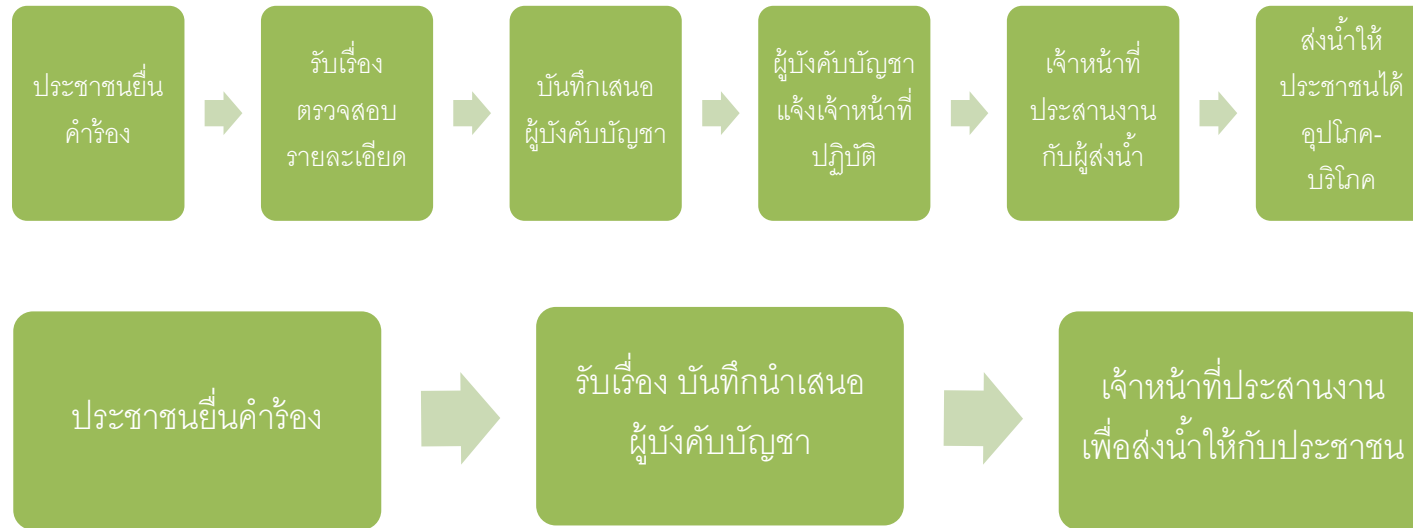 ประชาชนยื่น
คำร้อง
รับเรื่อง
ตรวจสอบ
รายละเอียด
บันทึกเสนอ
ผู้บังคับบัญชา
ผู้บังคับบัญชา
แจ้งเจ้าหน้าที่
ปฏิบัติ
เจ้าหน้าที่
ประสานงาน
กับผู้ส่งน้ำ
ส่งน้ำให้
ประชาชนได้
อุปโภค-
บริโภค
ประชาชนยื่นคำร้อง
รับเรื่อง บันทึกนำเสนอ
ผู้บังคับบัญชา
เจ้าหน้าที่ประสานงาน
เพื่อส่งน้ำให้กับประชาชน